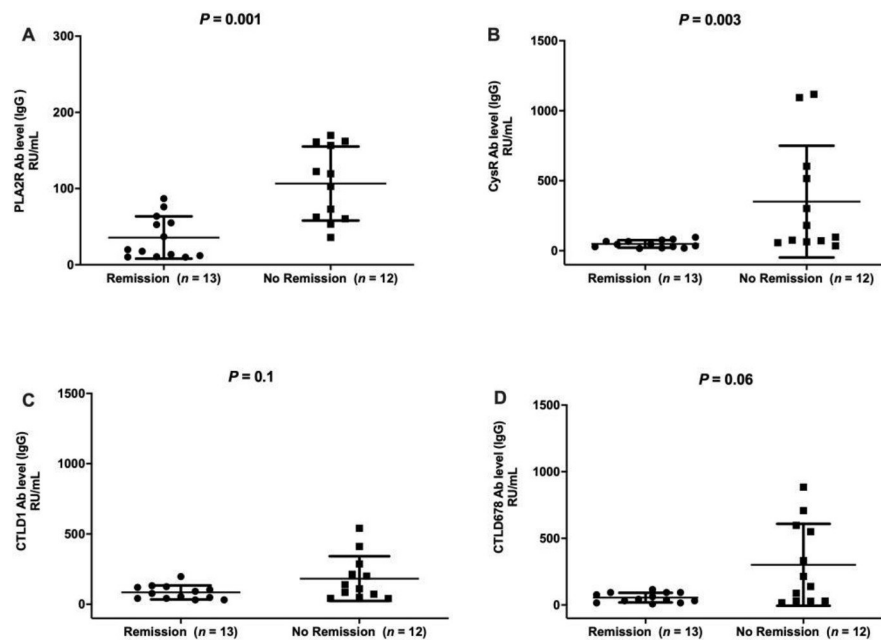 A
P = 0.001
PLA2R Ab level (IgG )
RU/mL
300
200
100
0
Remission (n = 13)
No Remission (n = 12)
B
P = 0.003
CysR Ab level (IgG)
RU/mL
1500
1000
500
0
Remission (n = 13)
No Remission (n = 12)
C
P = 0.1
CTLD1 Ab level (IgG)
RU/mL
1500
1000
500
0
Remission (n = 13)
No Remission (n = 12)
D
P = 0.06
CTLD678 Ab level (IgG)
RU/mL
1500
1000
500
0
Remission (n = 13)
No Remission (n = 12)